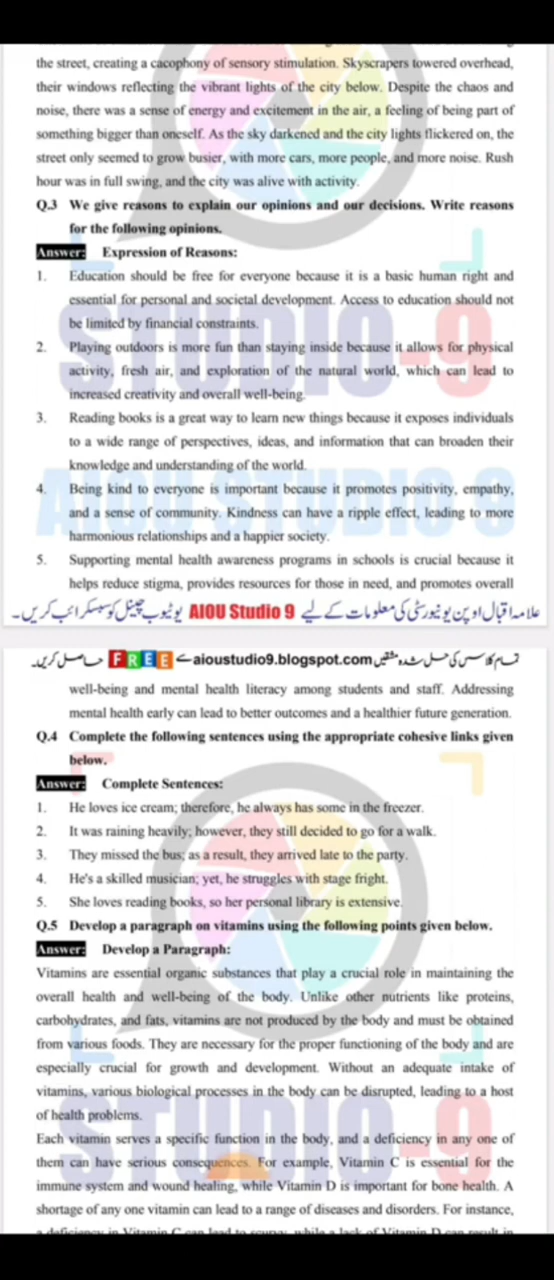 the street, creating a cacophony of sensory stimulation. Skyscrapers towered overhead,
their windows reflecting the vibrant lights of the city below. Despite the chaos and
noise, there was a sense of energy and excitement in the air, a feeling of being part of
something bigger than oneself. As the sky darkened and the city lights flickered on, the
street only seemed to grow busier, with more cars, more people, and more noise. Rush
hour was in full swing, and the city was alive with activity.
Q.3 We give reasons to explain our opinions and our decisions. Write reasons
for the following opinions.
Answer: Expression of Reasons:
1. Education should be free for everyone because it is a basic human right and
essential for personal and societal development. Access to education should not
be limited by financial constraints.
2. Playing outdoors is more fun than staying inside because it allows for physical
activity, fresh air, and exploration of the natural world, which can lead to
increased creativity and overall well-being.
3. Reading books is a great way to learn new things because it exposes individuals
to a wide range of perspectives, ideas, and information that can broaden their
knowledge and understanding of the world.
4. Being kind to everyone is important because it promotes positivity, empathy,
and a sense of community. Kindness can have a ripple effect, leading to more
harmonious relationships and a happier society.
5. Supporting mental health awareness programs in schools is crucial because it
helps reduce stigma, provides resources for those in need, and promotes overall
علامہ اقبال اوپن یونیورسٹی کی معلومات کے لیے AIOU Studio 9 یوٹیوب چینل کو سبسکرائب کریں۔
تمام کلاسس کی حل شدہ مشقیں aioustudio9.blogspot.com سے FREE حاصل کریں۔
well-being and mental health literacy among students and staff. Addressing
mental health early can lead to better outcomes and a healthier future generation.
Q.4 Complete the following sentences using the appropriate cohesive links given
below.
Answer: Complete Sentences:
1. He loves ice cream; therefore, he always has some in the freezer.
2. It was raining heavily; however, they still decided to go for a walk.
3. They missed the bus; as a result, they arrived late to the party.
4. He's a skilled musician; yet, he struggles with stage fright.
5. She loves reading books, so her personal library is extensive.
Q.5 Develop a paragraph on vitamins using the following points given below.
Answer: Develop a Paragraph:
Vitamins are essential organic substances that play a crucial role in maintaining the
overall health and well-being of the body. Unlike other nutrients like proteins,
carbohydrates, and fats, vitamins are not produced by the body and must be obtained
from various foods. They are necessary for the proper functioning of the body and are
especially crucial for growth and development. Without an adequate intake of
vitamins, various biological processes in the body can be disrupted, leading to a host
of health problems.
Each vitamin serves a specific function in the body, and a deficiency in any one of
them can have serious consequences. For example, Vitamin C is essential for the
immune system and wound healing, while Vitamin D is important for bone health. A
shortage of any one vitamin can lead to a range of diseases and disorders. For instance,
a deficiency in Vitamin C can lead to scurvy, while a lack of Vitamin D can result in
STUDIO-9
AIOU STUDIO 9
STUDIO-9